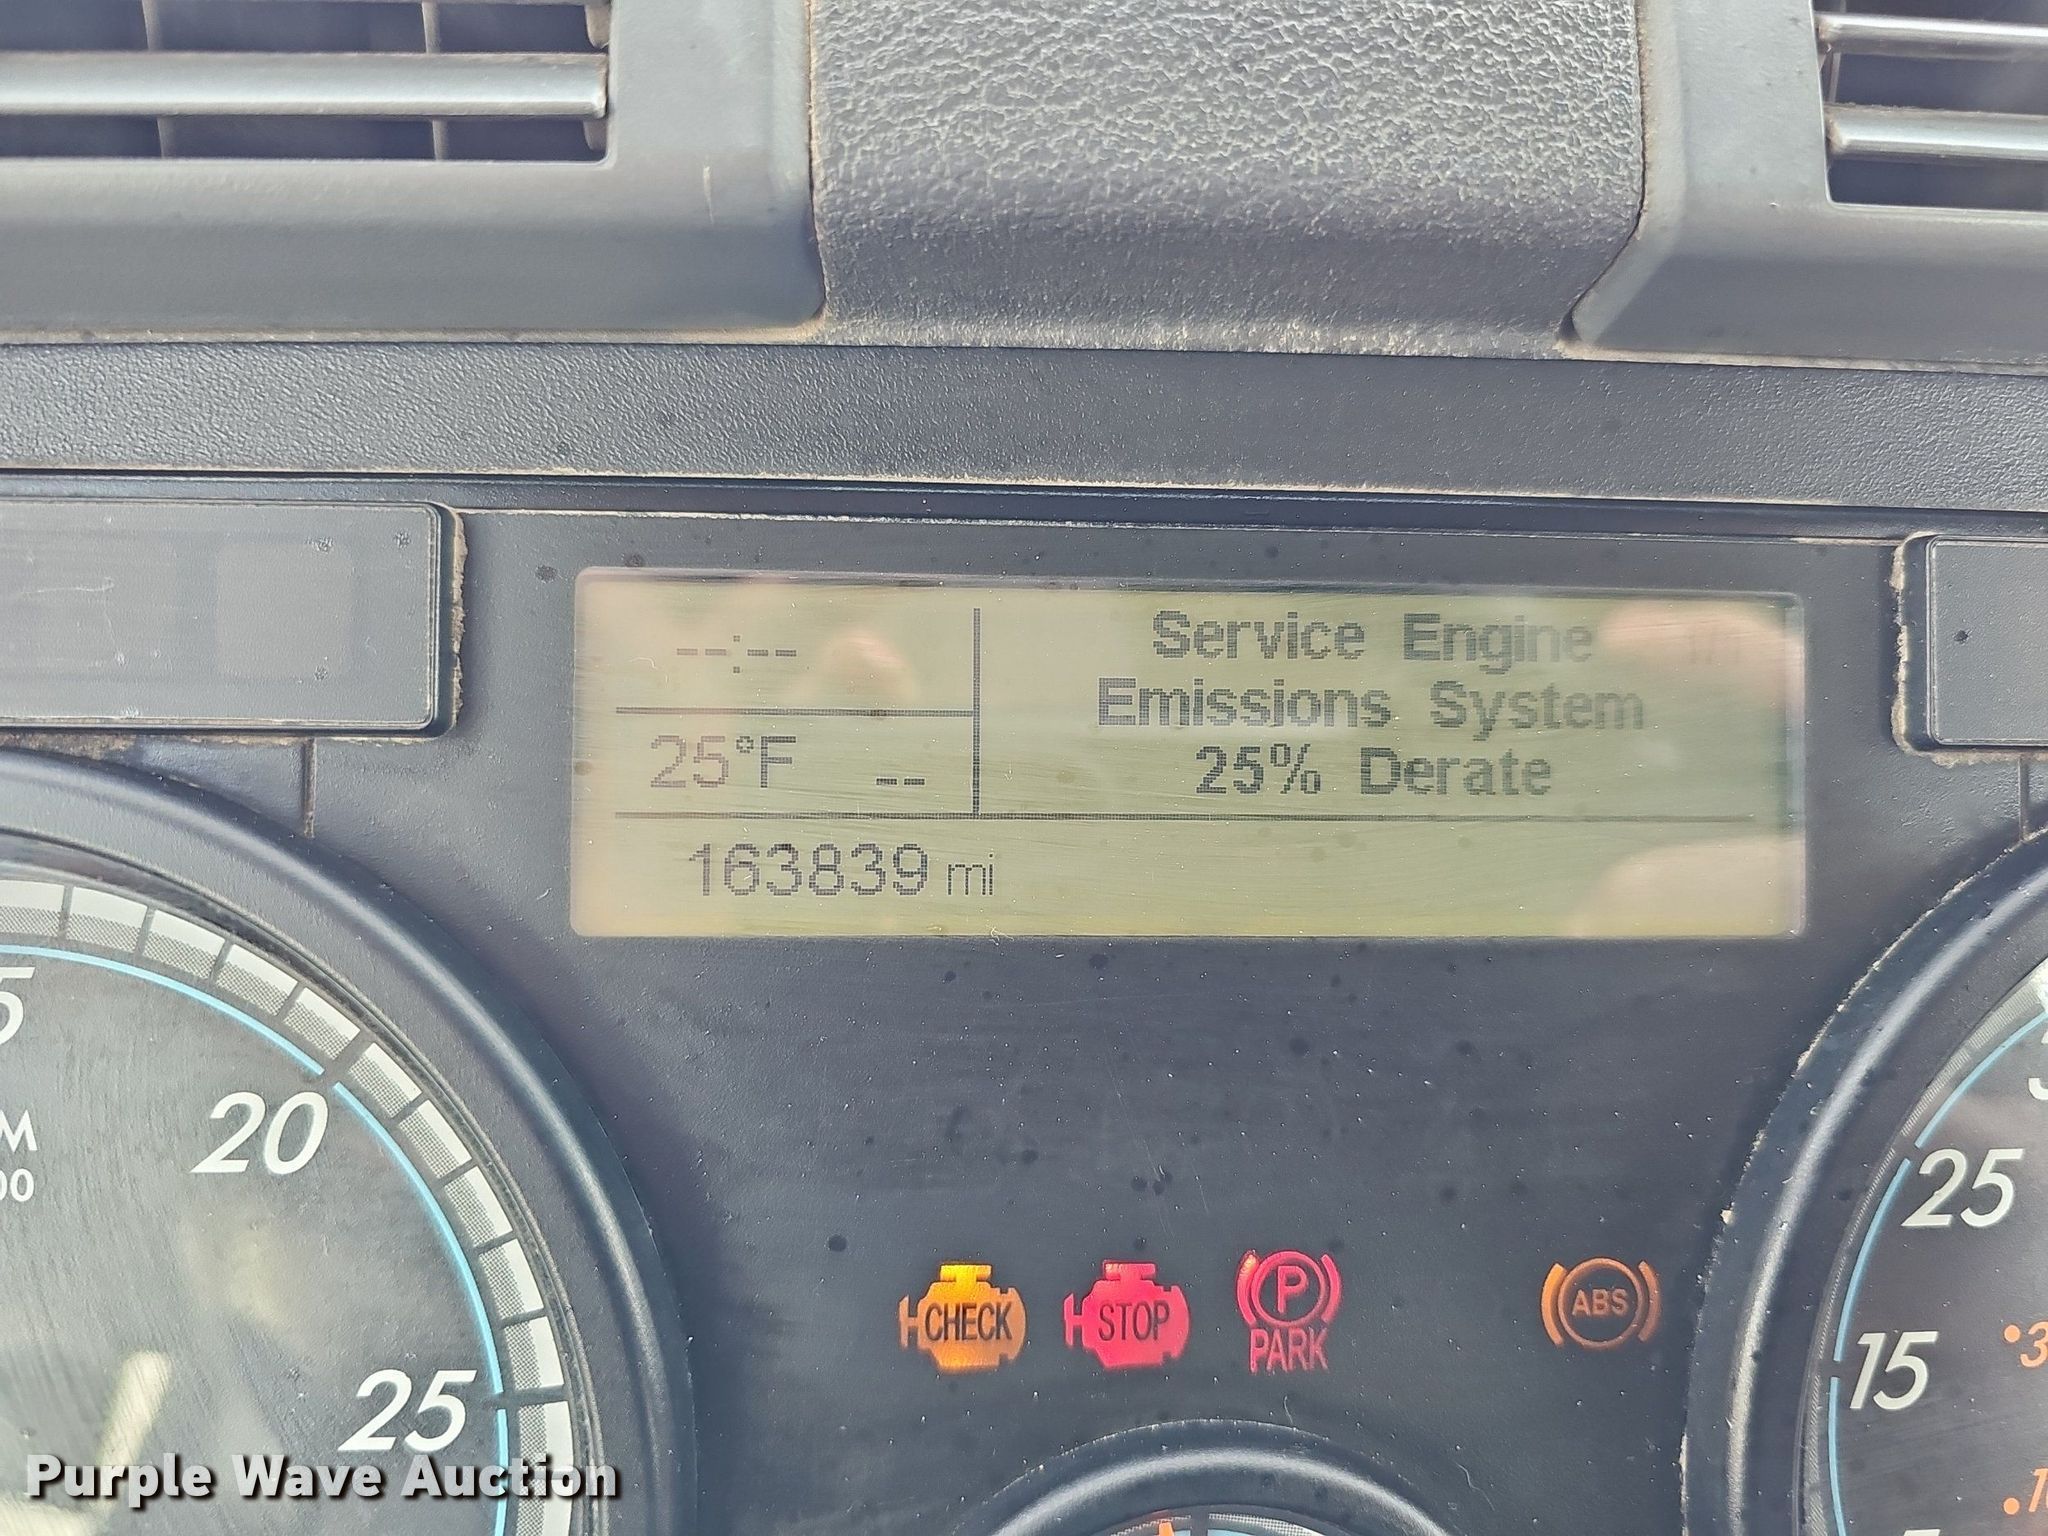 --:--
Service Engine
Emissions System
25% Derate
25°F --
163839 mi
20
25
CHECK
STOP
P
PARK
ABS
25
15
Purple Wave Auction